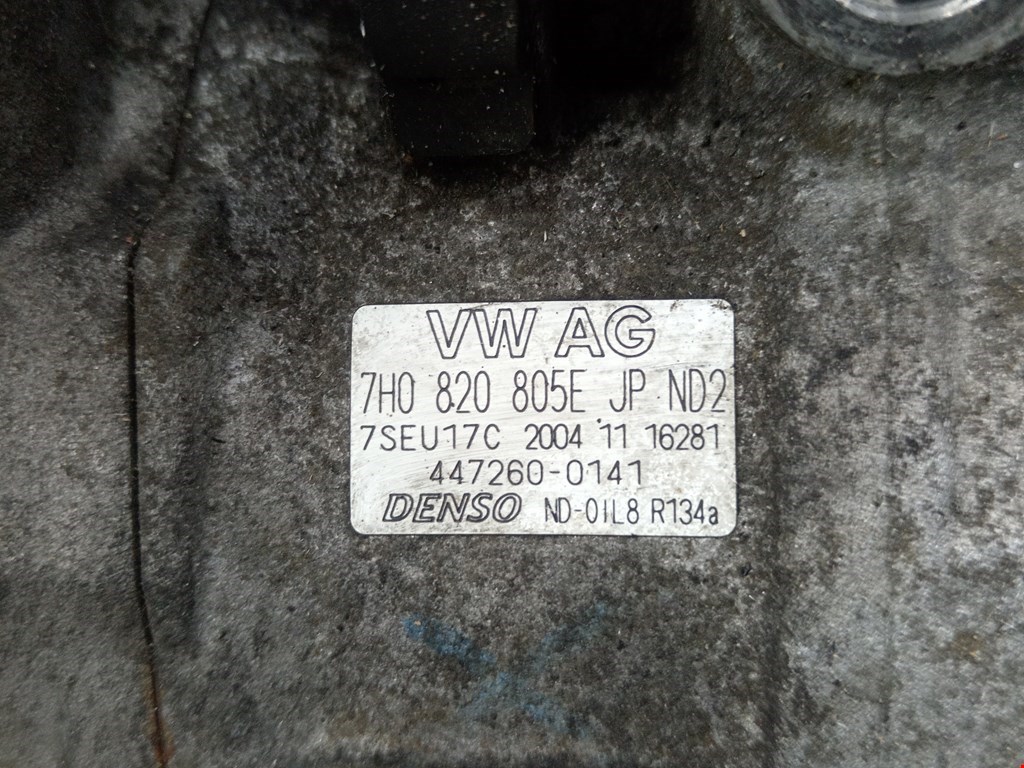 VW AG
7H0 820 805E JP ND2
7SEU17C 2004 11 16281
447260-0141
DENSO ND-OIL8 R134a